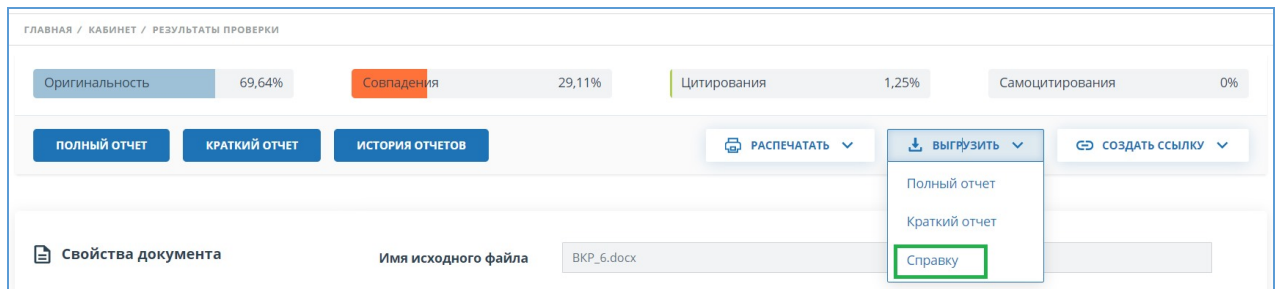 ГЛАВНАЯ / КАБИНЕТ / РЕЗУЛЬТАТЫ ПРОВЕРКИ
Оригинальность 69,64% Совпадения 29,11% Цитирования 1,25% Самоцитирования 0%
ПОЛНЫЙ ОТЧЕТ КРАТКИЙ ОТЧЕТ ИСТОРИЯ ОТЧЕТОВ РАСПЕЧАТАТЬ ВЫГРУЗИТЬ СОЗДАТЬ ССЫЛКУ
Полный отчет
Краткий отчет
Свойства документа Имя исходного файла ВКР_6.docx Справку